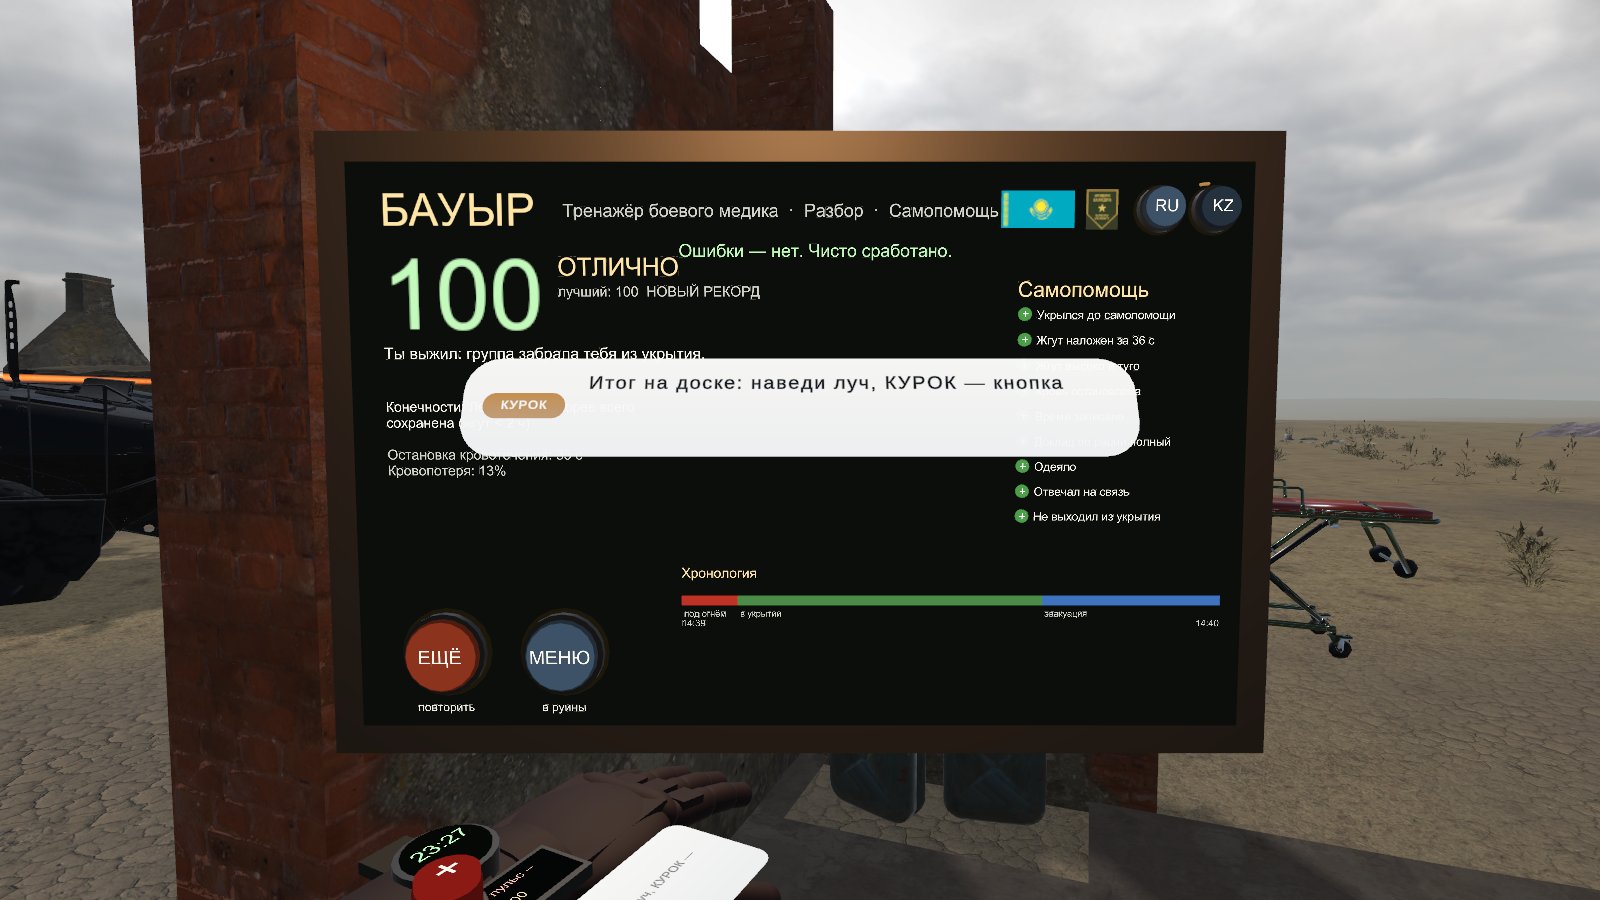 БАУЫР
Тренажёр боевого медика · Разбор · Самопомощь
RU
KZ
Ошибки — нет. Чисто сработано.
100
ОТЛИЧНО
лучший: 100 НОВЫЙ РЕКОРД
Ты выжил: группа забрала тебя из укрытия.
Самопомощь
Укрылся до самопомощи
Жгут наложен за 36 с
Итог на доске: наведи луч, КУРОК — кнопка
КУРОК
Конечности:
сохранена
Остановка кровотечения:
Кровопотеря: 13%
полный
Одеяло
Отвечал на связь
Не выходил из укрытия
Хронология
под огнём
в укрытии
эвакуация
14:39
14:40
ЕЩЁ
МЕНЮ
повторить
в руины
23:27
пульс —
луч, КУРОК —